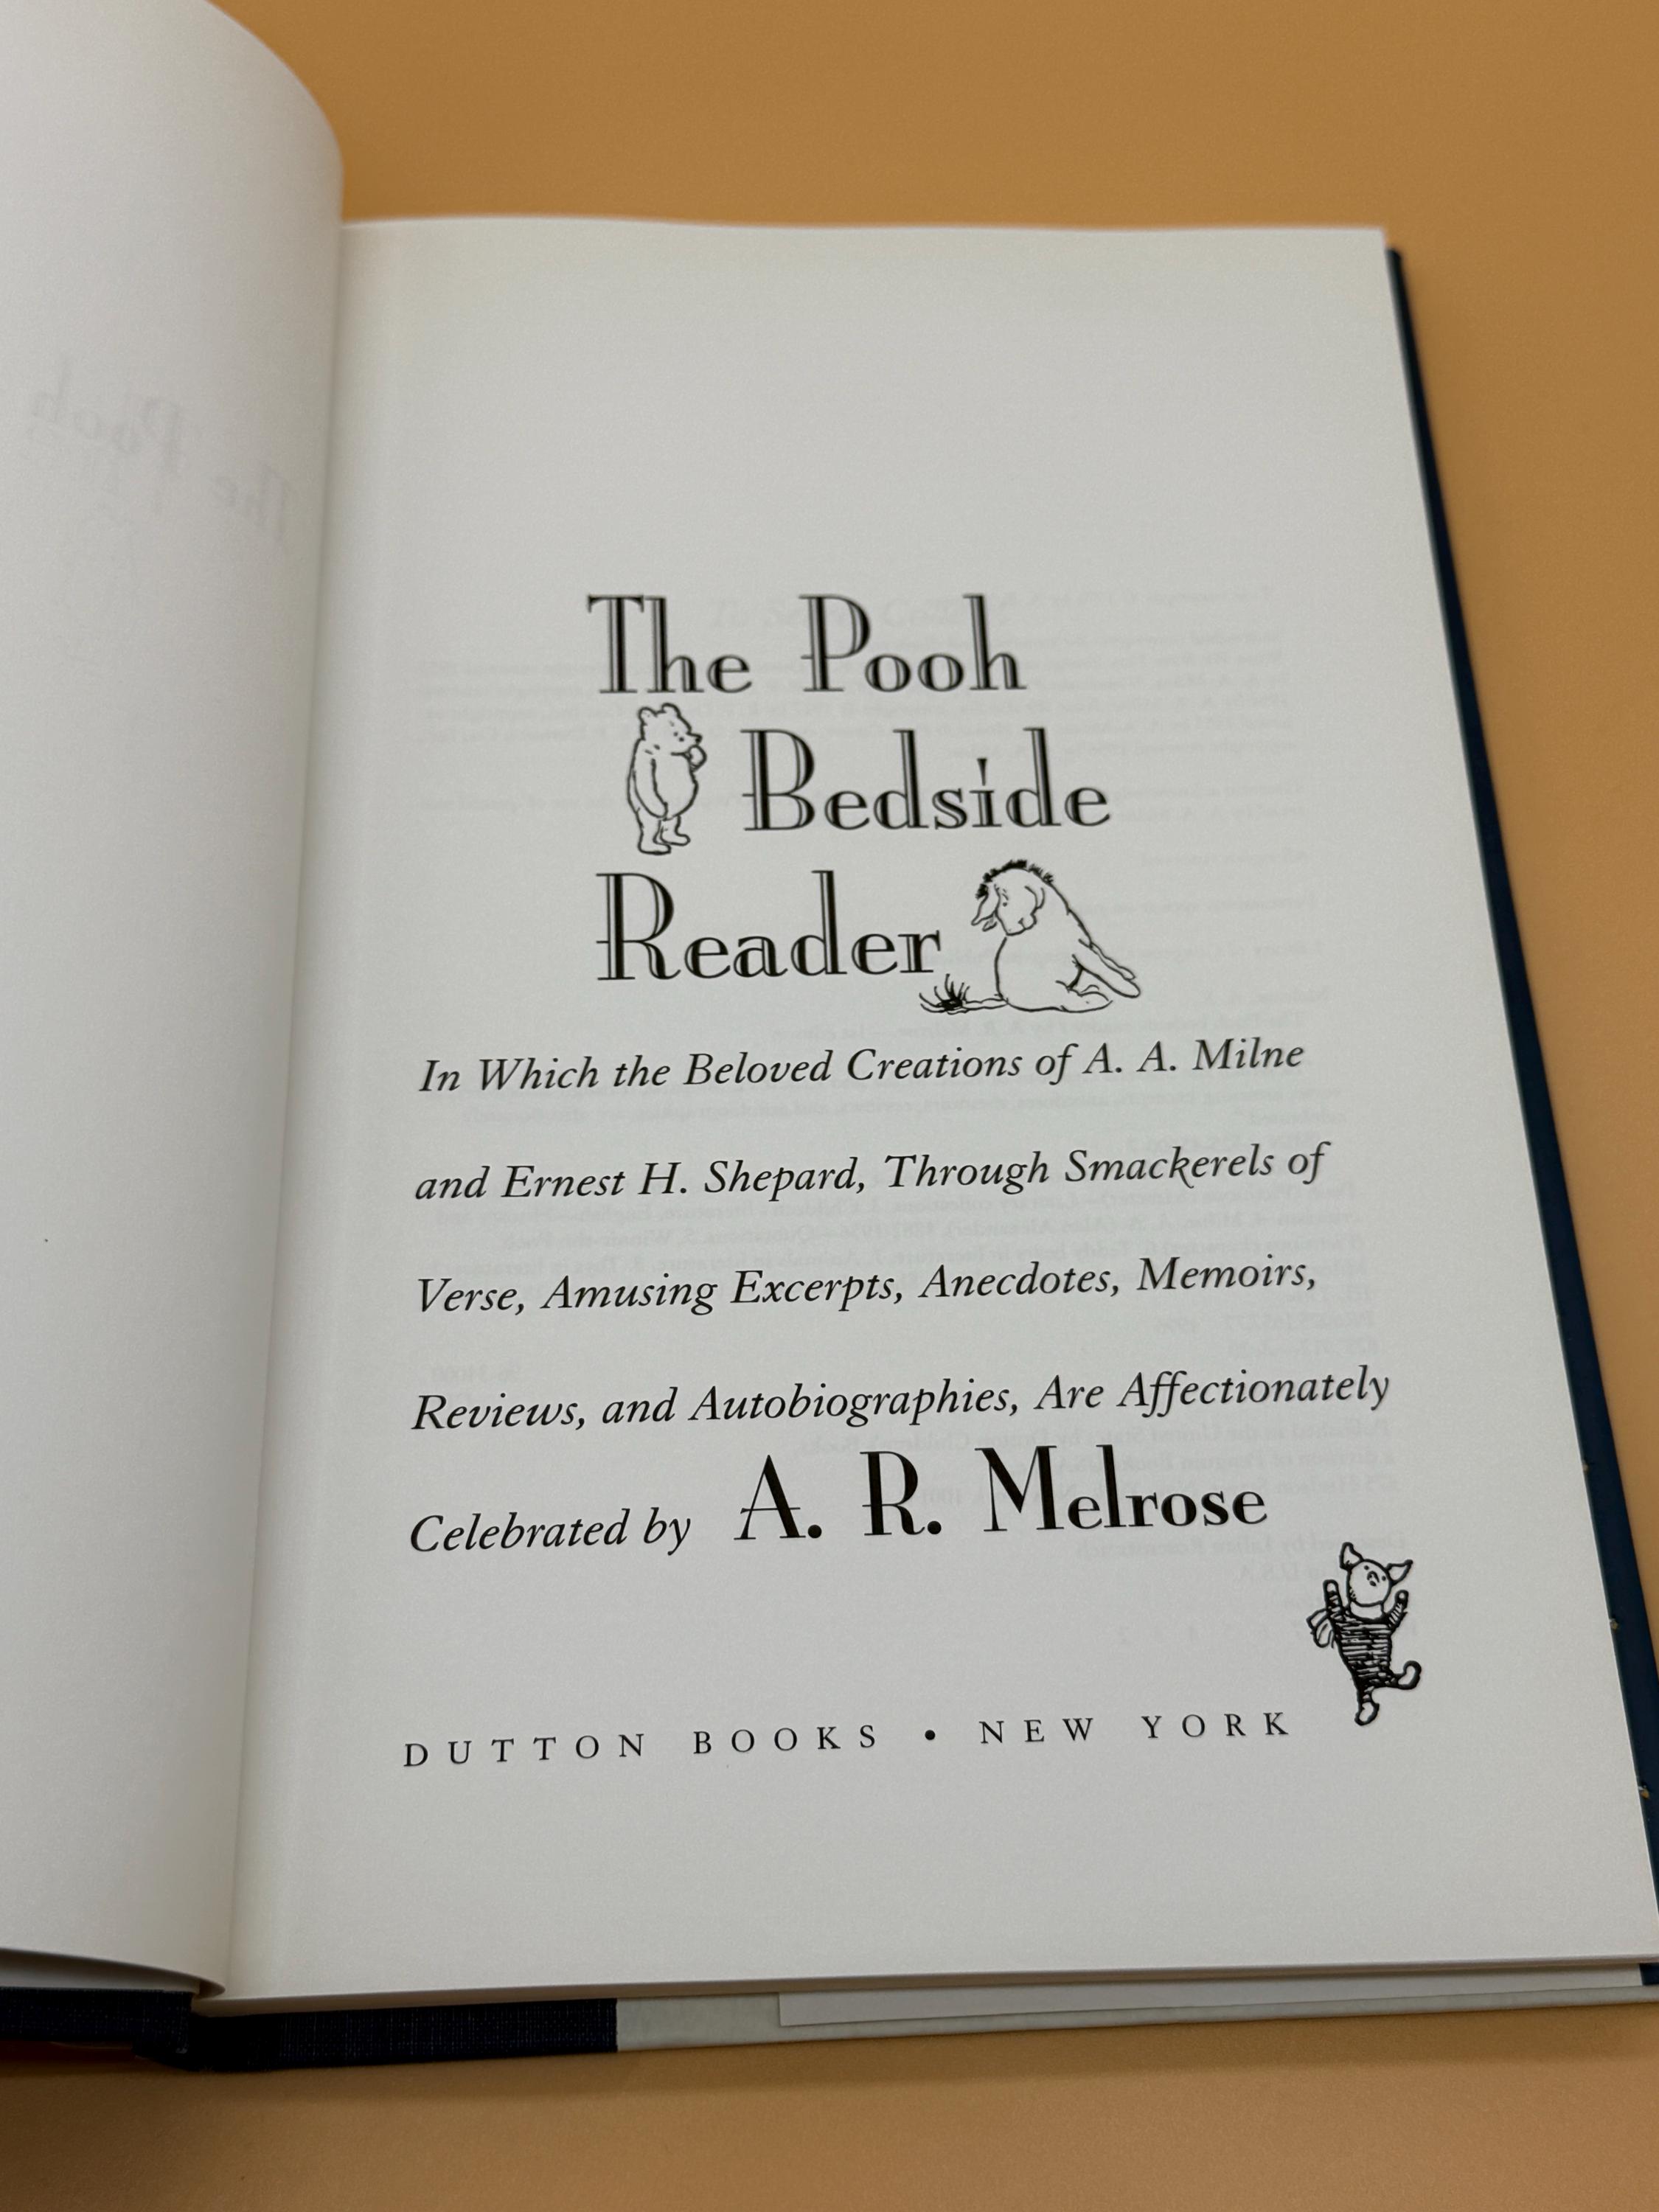 The Pooh
Bedside
Reader
In Which the Beloved Creations of A. A. Milne
and Ernest H. Shepard, Through Smackerels of
Verse, Amusing Excerpts, Anecdotes, Memoirs,
Reviews, and Autobiographies, Are Affectionately
Celebrated by A. R. Melrose
DUTTON BOOKS • NEW YORK